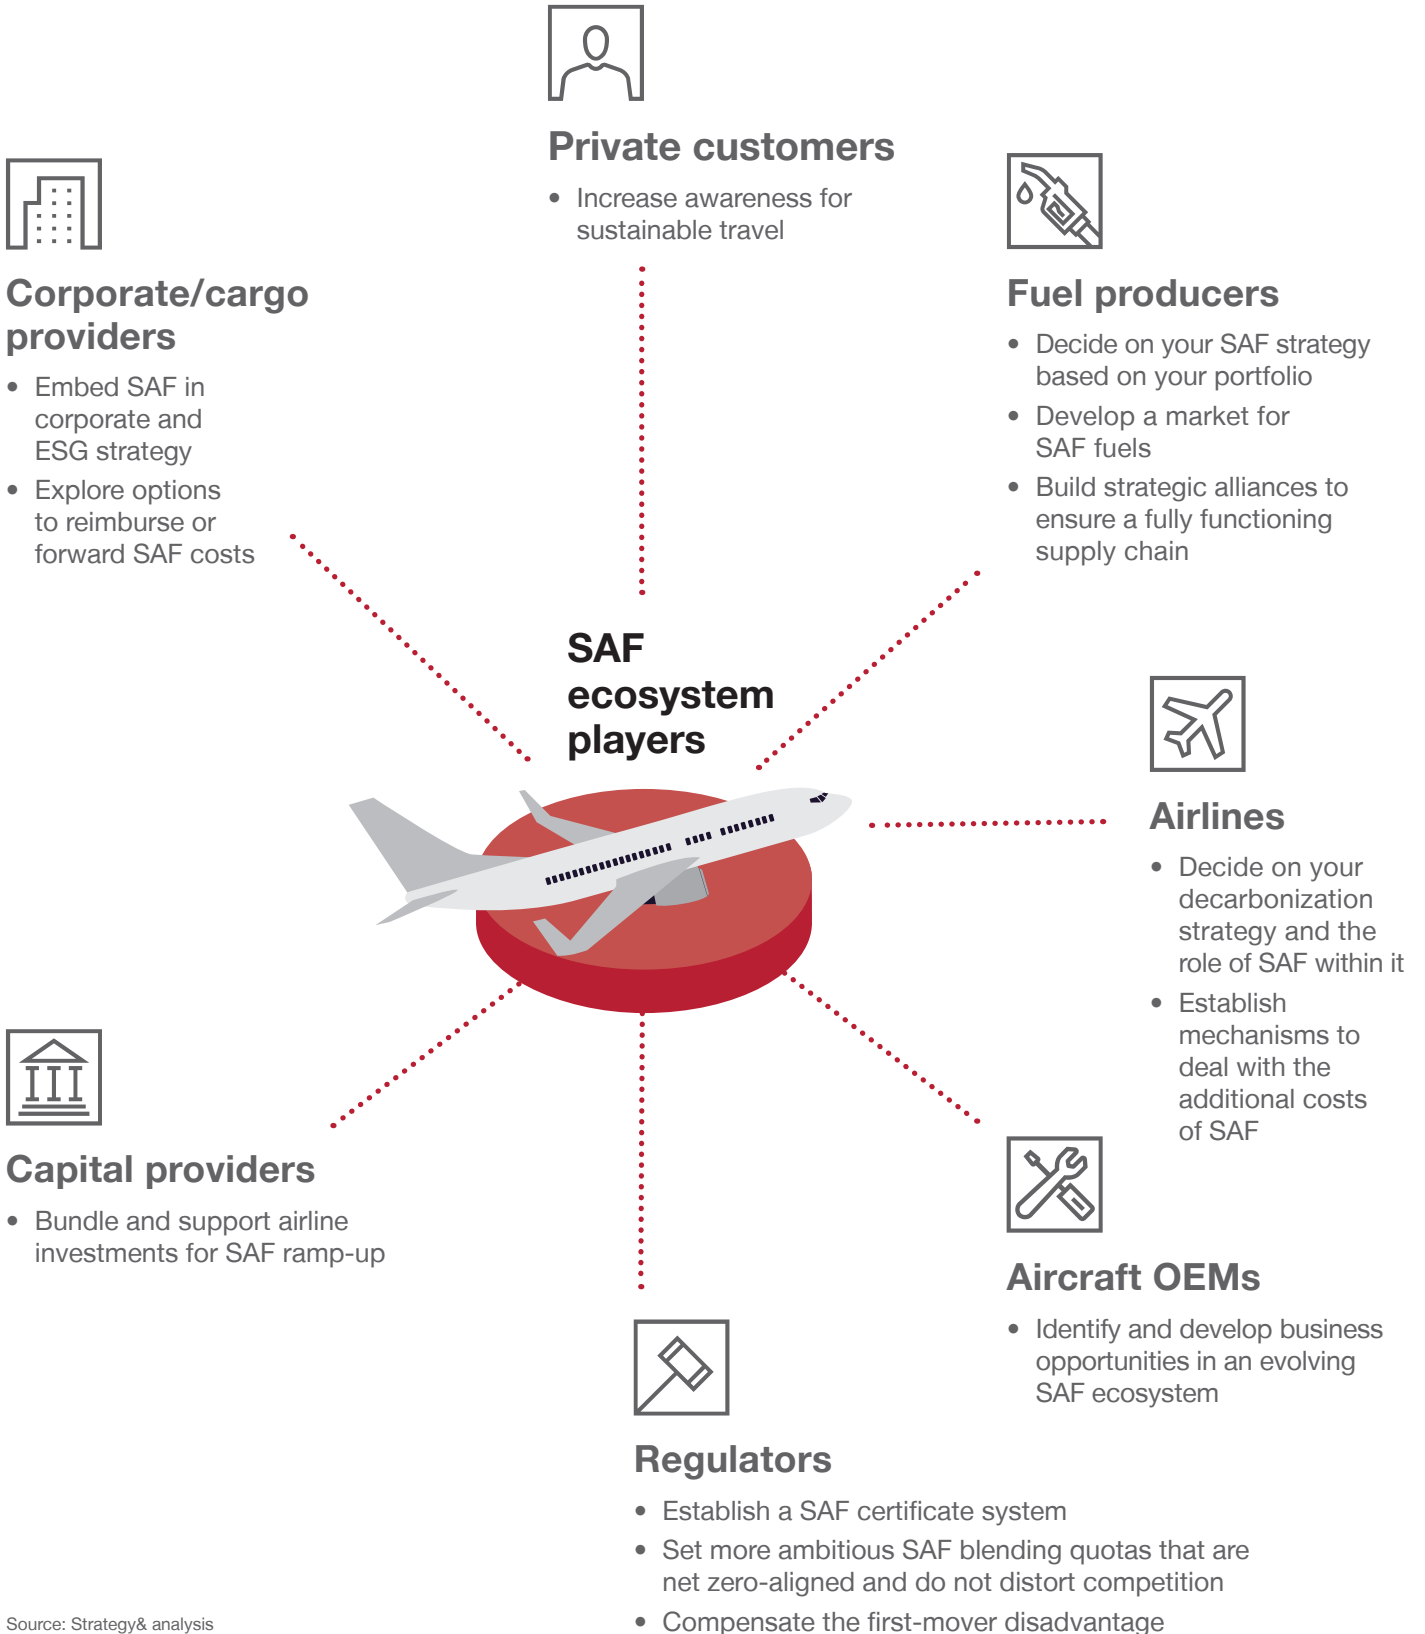 Private customers
• Increase awareness for
sustainable travel
Corporate/cargo
providers
• Embed SAF in
corporate and
ESG strategy
• Explore options
to reimburse or
forward SAF costs
Fuel producers
• Decide on your SAF strategy
based on your portfolio
• Develop a market for
SAF fuels
• Build strategic alliances to
ensure a fully functioning
supply chain
SAF
ecosystem
players
Airlines
• Decide on your
decarbonization
strategy and the
role of SAF within it
• Establish
mechanisms to
deal with the
additional costs
of SAF
Capital providers
• Bundle and support airline
investments for SAF ramp-up
Aircraft OEMs
• Identify and develop business
opportunities in an evolving
SAF ecosystem
Regulators
• Establish a SAF certificate system
• Set more ambitious SAF blending quotas that are
net zero-aligned and do not distort competition
• Compensate the first-mover disadvantage
Source: Strategy& analysis